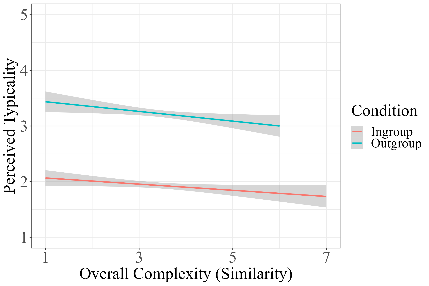 5
4
3
2
1
Perceived Typicality
1 3 5 7
Overall Complexity (Similarity)
Condition
Ingroup
Outgroup